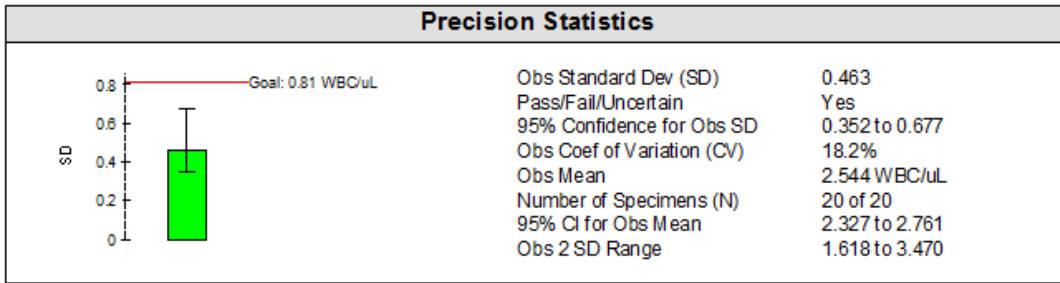 Precision Statistics
0.8
Goal: 0.81 WBC/uL
0.6
0.4
0.2
0
SD
Obs Standard Dev (SD) 0.463
Pass/Fail/Uncertain Yes
95% Confidence for Obs SD 0.352 to 0.677
Obs Coef of Variation (CV) 18.2%
Obs Mean 2.544 WBC/uL
Number of Specimens (N) 20 of 20
95% CI for Obs Mean 2.327 to 2.761
Obs 2 SD Range 1.618 to 3.470